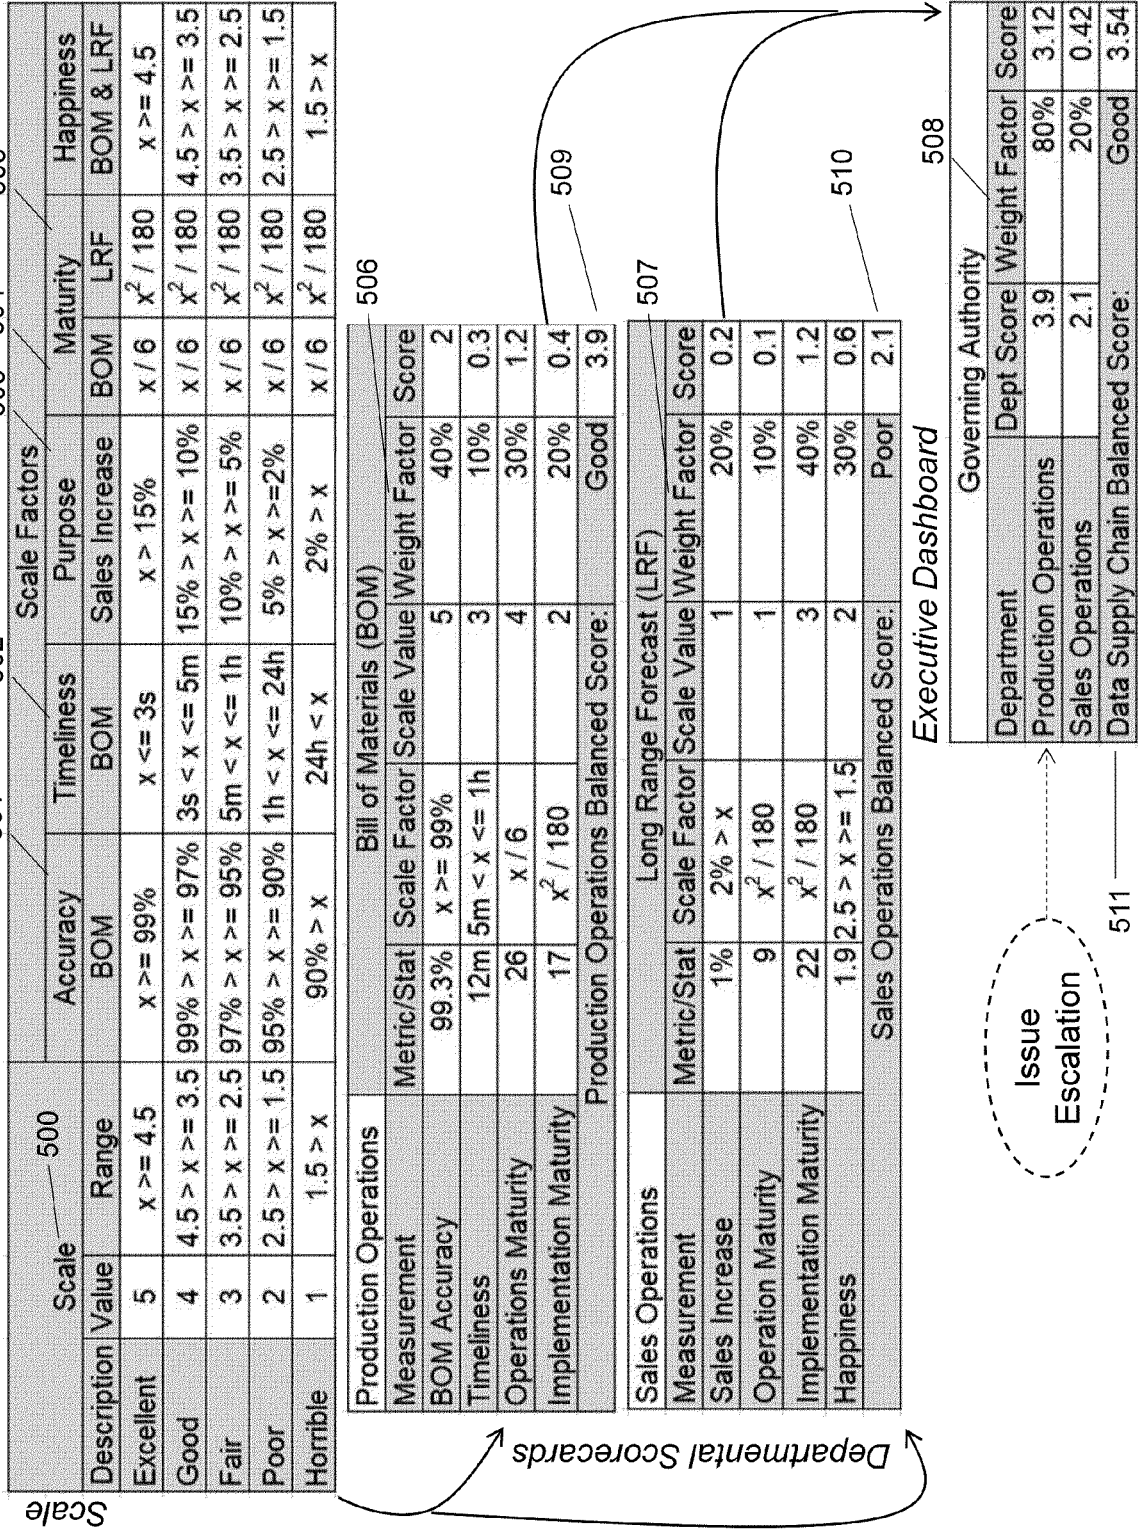 Scale
Scale 500 Scale Factors
Accuracy Timeliness Purpose Maturity Happiness
Description Value Range BOM BOM Sales Increase BOM LRF BOM & LRF
Excellent 5 x >= 4.5 x >= 99% x <= 3s x > 15% x / 6 x² / 180 x >= 4.5
Good 4 4.5 > x >= 3.5 99% > x >= 97% 3s < x <= 5m 15% > x >= 10% x / 6 x² / 180 4.5 > x >= 3.5
Fair 3 3.5 > x >= 2.5 97% > x >= 95% 5m < x <= 1h 10% > x >= 5% x / 6 x² / 180 3.5 > x >= 2.5
Poor 2 2.5 > x >= 1.5 95% > x >= 90% 1h < x <= 24h 5% > x >=2% x / 6 x² / 180 2.5 > x >= 1.5
Horrible 1 1.5 > x 90% > x 24h < x 2% > x x / 6 x² / 180 1.5 > x
Departmental Scorecards
Production Operations Bill of Materials (BOM) 506
Measurement Metric/Stat Scale Factor Scale Value Weight Factor Score
BOM Accuracy 99.3% x >= 99% 5 40% 2
Timeliness 12m 5m < x <= 1h 3 10% 0.3
Operations Maturity 26 x / 6 4 30% 1.2
Implementation Maturity 17 x² / 180 2 20% 0.4
Production Operations Balanced Score: Good 3.9 509
Sales Operations Long Range Forecast (LRF) 507
Measurement Metric/Stat Scale Factor Scale Value Weight Factor Score
Sales Increase 1% 2% > x 1 20% 0.2
Operation Maturity 9 x² / 180 1 10% 0.1
Implementation Maturity 22 x² / 180 3 40% 1.2
Happiness 1.9 2.5 > x >= 1.5 2 30% 0.6
Sales Operations Balanced Score: Poor 2.1 510
Executive Dashboard
Governing Authority 508
Department Dept Score Weight Factor Score
Production Operations 3.9 80% 3.12
Sales Operations 2.1 20% 0.42
Data Supply Chain Balanced Score: Good 3.54
Issue
Escalation
511